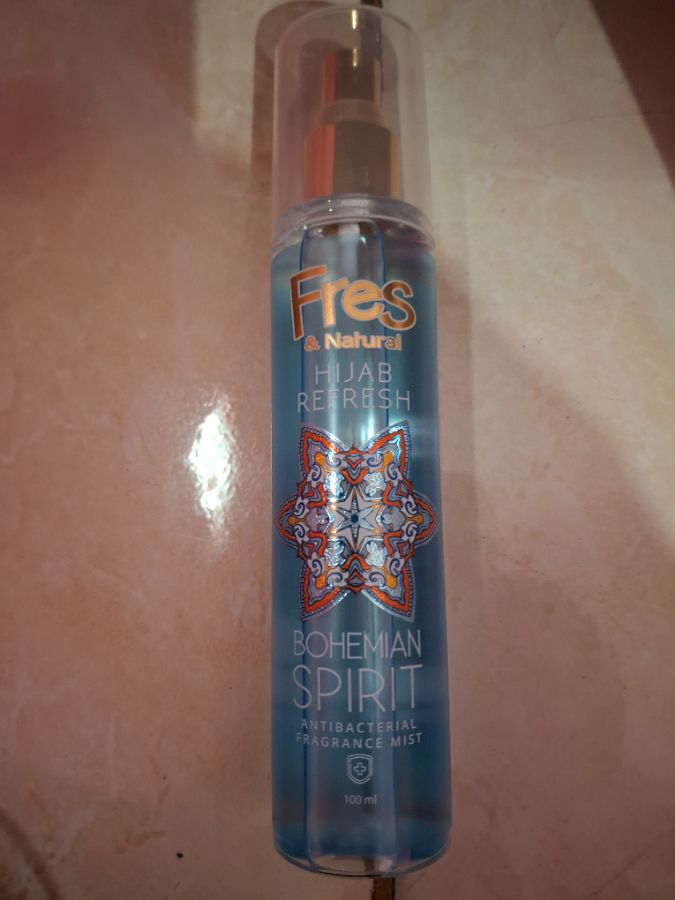 Fres
& Natural
HIJAB
REFRESH
BOHEMIAN
SPIRIT
ANTIBACTERIAL
FRAGRANCE MIST
100 ml